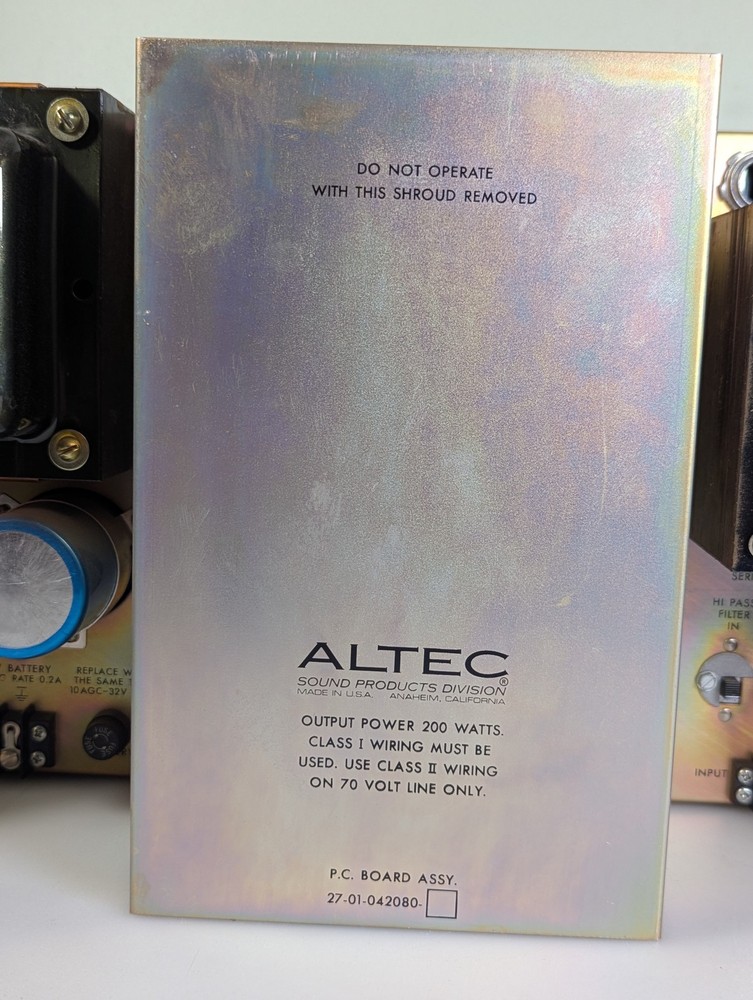 DO NOT OPERATE
WITH THIS SHROUD REMOVED
ALTEC®
SOUND PRODUCTS DIVISION
MADE IN U.S.A. ANAHEIM, CALIFORNIA
OUTPUT POWER 200 WATTS.
CLASS I WIRING MUST BE
USED. USE CLASS II WIRING
ON 70 VOLT LINE ONLY.
P.C. BOARD ASSY.
27-01-042080-
BATTERY
RATE 0.2A
REPLACE W
THE SAME T
10AGC-32V
FUSE
SERI
HI PASS
FILTER
IN
INPUT